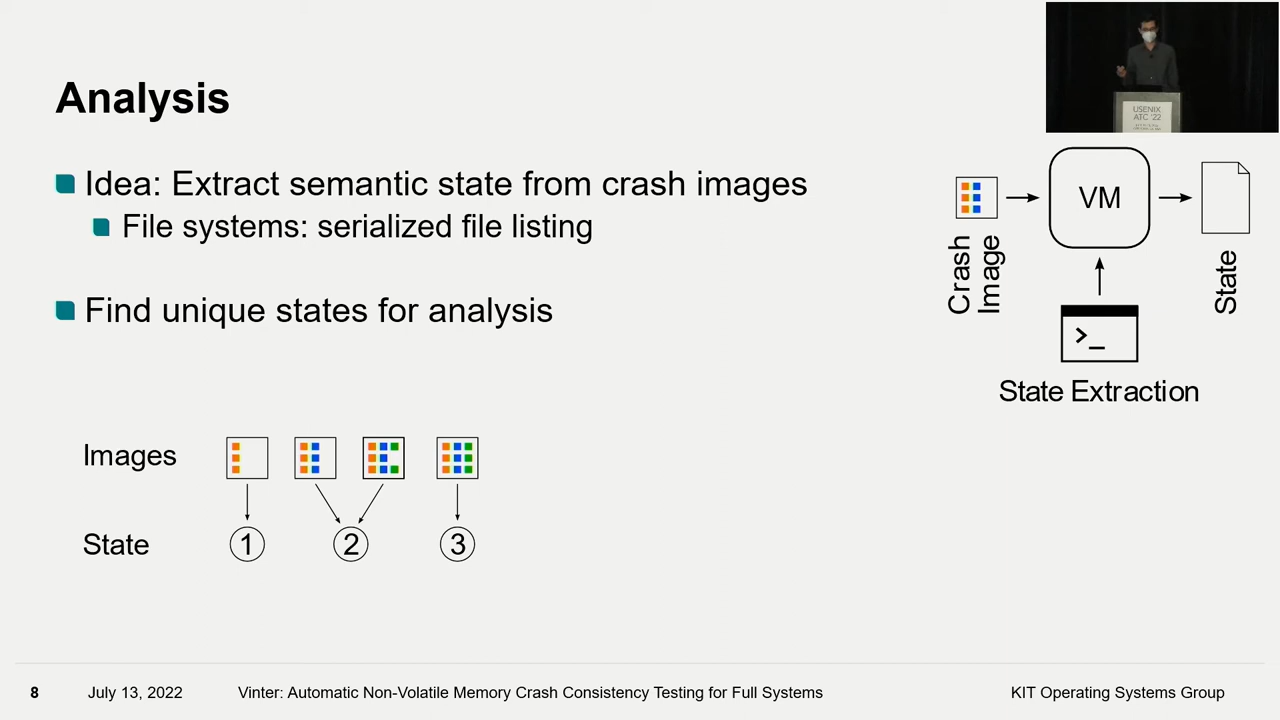 USENIX
ATC '22
Analysis
Idea: Extract semantic state from crash images
File systems: serialized file listing
Find unique states for analysis
VM
Crash
Image
State
>_
State Extraction
Images
State
1
2
3
8
July 13, 2022
Vinter: Automatic Non-Volatile Memory Crash Consistency Testing for Full Systems
KIT Operating Systems Group